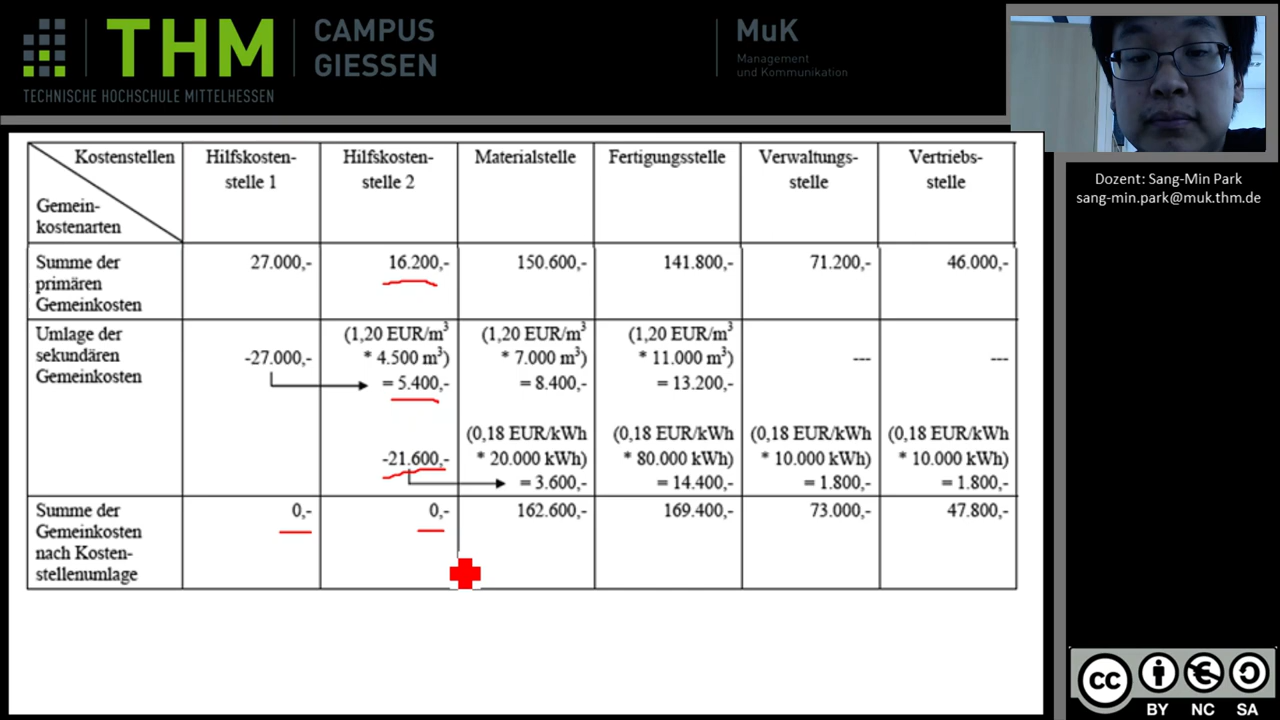 THM
CAMPUS
GIESSEN
TECHNISCHE HOCHSCHULE MITTELHESSEN
MuK
Management
und Kommunikation
Dozent: Sang-Min Park
sang-min.park@muk.thm.de
Kostenstellen
Gemein-
kostenarten
Hilfskosten-
stelle 1
Hilfskosten-
stelle 2
Materialstelle
Fertigungsstelle
Verwaltungs-
stelle
Vertriebs-
stelle
Summe der
primären
Gemeinkosten
27.000,-
16.200,-
150.600,-
141.800,-
71.200,-
46.000,-
Umlage der
sekundären
Gemeinkosten
-27.000,-
(1,20 EUR/m³
* 4.500 m³)
= 5.400,-
-21.600,-
(1,20 EUR/m³
* 7.000 m³)
= 8.400,-
(0,18 EUR/kWh
* 20.000 kWh)
= 3.600,-
(1,20 EUR/m³
* 11.000 m³)
= 13.200,-
(0,18 EUR/kWh
* 80.000 kWh)
= 14.400,-
---
(0,18 EUR/kWh
* 10.000 kWh)
= 1.800,-
---
(0,18 EUR/kWh
* 10.000 kWh)
= 1.800,-
Summe der
Gemeinkosten
nach Kosten-
stellenumlage
0,-
0,-
162.600,-
169.400,-
73.000,-
47.800,-
CC
BY NC SA